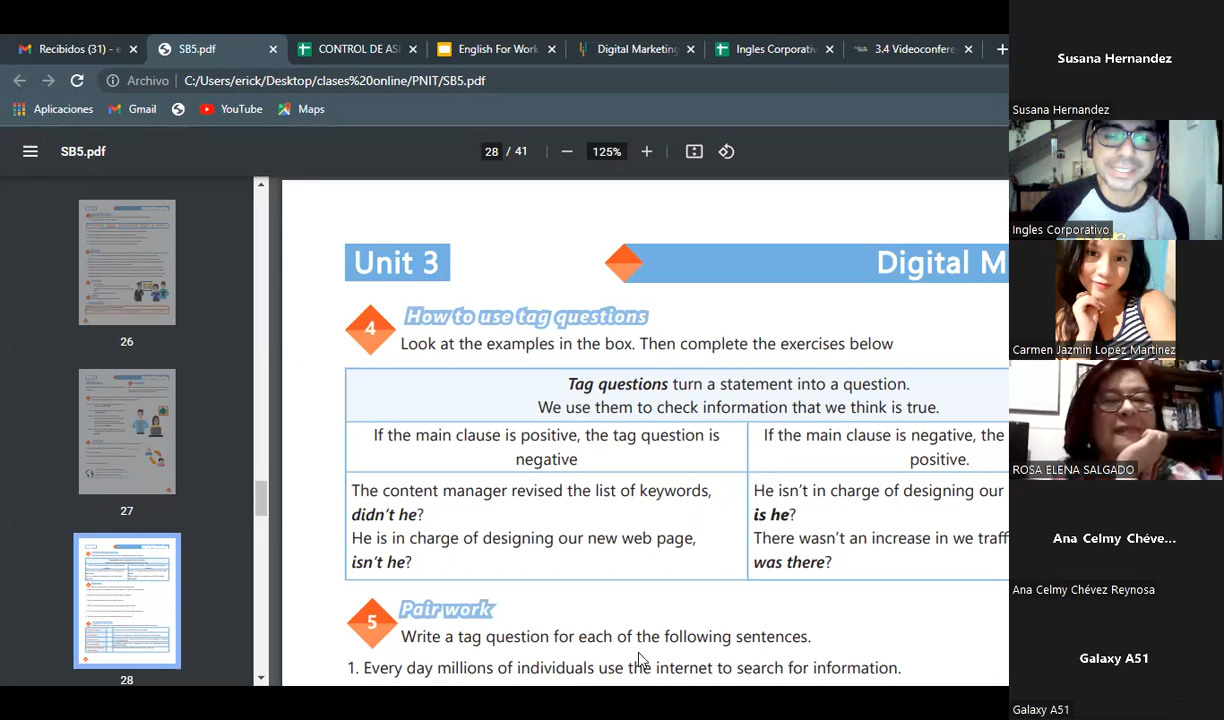 Recibidos (31) - e
SB5.pdf
CONTROL DE ASI
English For Work
Digital Marketing
Ingles Corporativ
3.4 Videoconfere
Archivo
C:/Users/erick/Desktop/clases%20online/PNIT/SB5.pdf
Aplicaciones
Gmail
YouTube
Maps
SB5.pdf
28 / 41
125%
26
27
28
Unit 3
Digital M
4
How to use tag questions
Look at the examples in the box. Then complete the exercises below
Tag questions turn a statement into a question.
We use them to check information that we think is true.
If the main clause is positive, the tag question is
negative
If the main clause is negative, the
positive.
The content manager revised the list of keywords,
didn't he?
He is in charge of designing our new web page,
isn't he?
He isn't in charge of designing our
is he?
There wasn't an increase in we traff
was there?
5
Pair work
Write a tag question for each of the following sentences.
1. Every day millions of individuals use the internet to search for information.
Susana Hernandez
Susana Hernandez
Ingles Corporativo
Carmen Jazmin Lopez Martinez
ROSA ELENA SALGADO
Ana Celmy Chéve...
Ana Celmy Chévez Reynosa
Galaxy A51
Galaxy A51